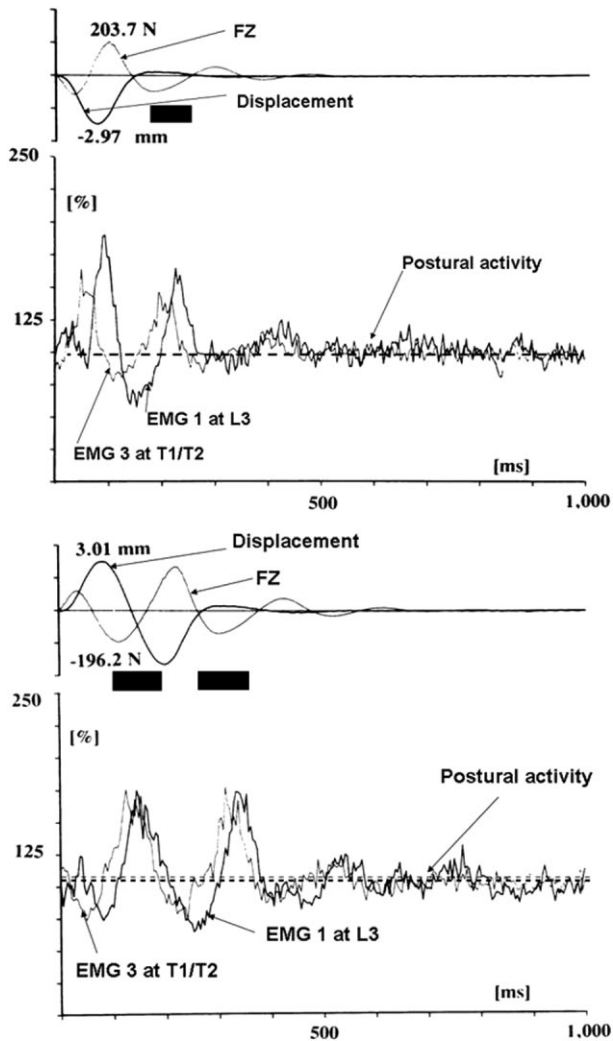 203.7 N
FZ
Displacement
-2.97 mm
250
[%]
Postural activity
125
EMG 1 at L3
EMG 3 at T1/T2
[ms]
500
1,000
Displacement
3.01 mm
FZ
-196.2 N
250
[%]
Postural activity
125
EMG 1 at L3
EMG 3 at T1/T2
[ms]
500
1,000